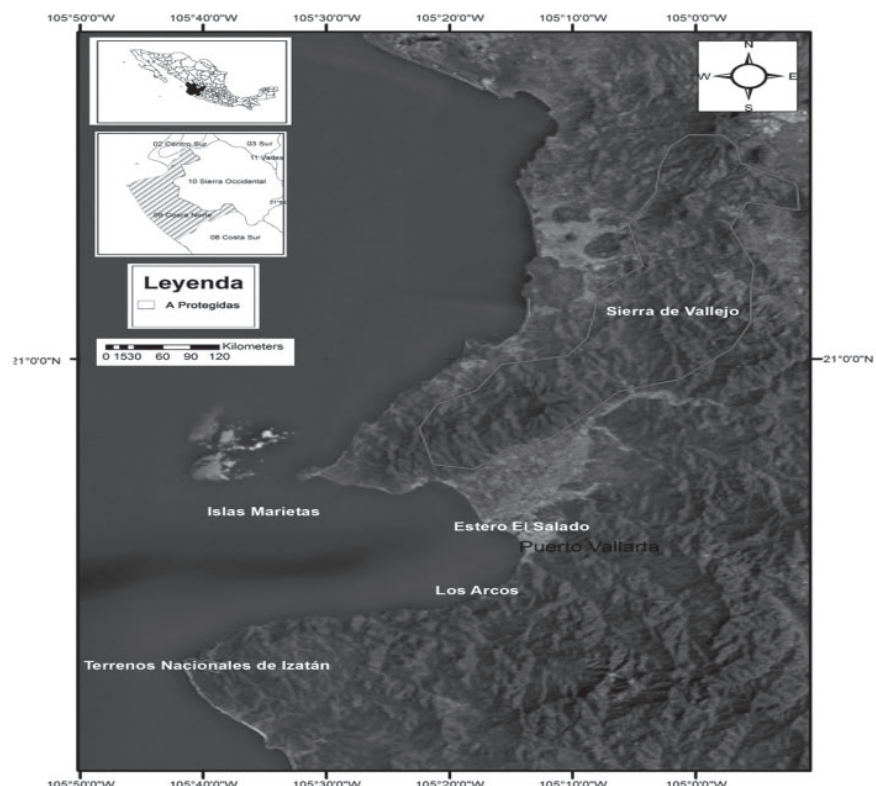 105°50'0"W 105°40'0"W 105°30'0"W 105°20'0"W 105°10'0"W 105°0'0"W
N
W E
S
02 Centro Sur 03 Sur
11 Valles
10 Sierra Occidental
09 Costa Norte
08 Costa Sur
Leyenda
A Protegidas
Kilometers
0 1530 60 90 120
Sierra de Vallejo
21°0'0"N 21°0'0"N
Islas Marietas
Estero El Salado
Puerto Vallarta
Los Arcos
Terrenos Nacionales de Izatán
105°50'0"W 105°40'0"W 105°30'0"W 105°20'0"W 105°10'0"W 105°0'0"W